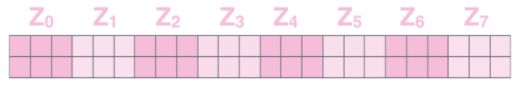 Z₀ Z₁ Z₂ Z₃ Z₄ Z₅ Z₆ Z₇